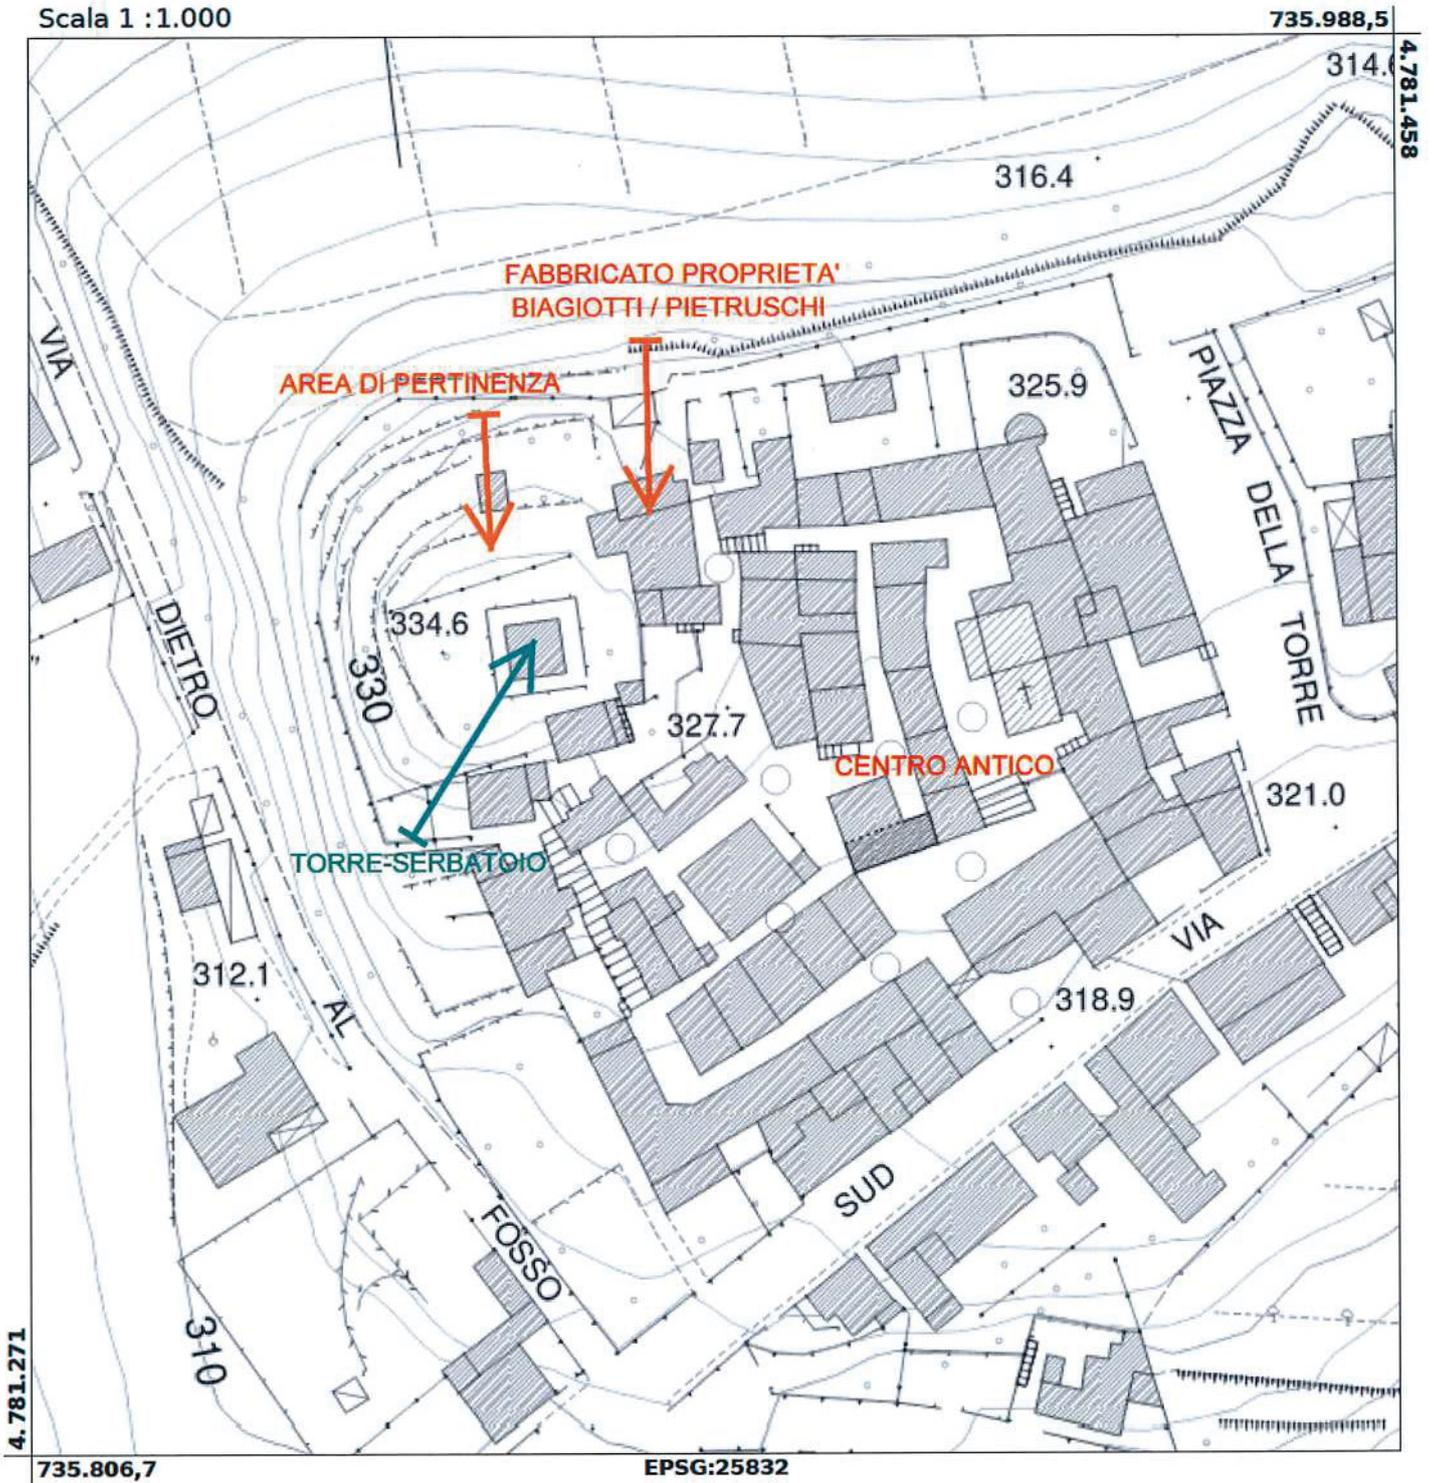 Scala 1 :1.000
735.988,5
4.781.458
316.4
FABBRICATO PROPRIETA'
BIAGIOTTI / PIETRUSCHI
VIA
AREA DI PERTINENZA
325.9
PIAZZA
DELLA
TORRE
DIETRO
334.6
330
327.7
CENTRO ANTICO
321.0
TORRE-SERBATOIO
VIA
312.1
AL
318.9
SUD
FOSSO
310
4.781.271
735.806,7
EPSG:25832